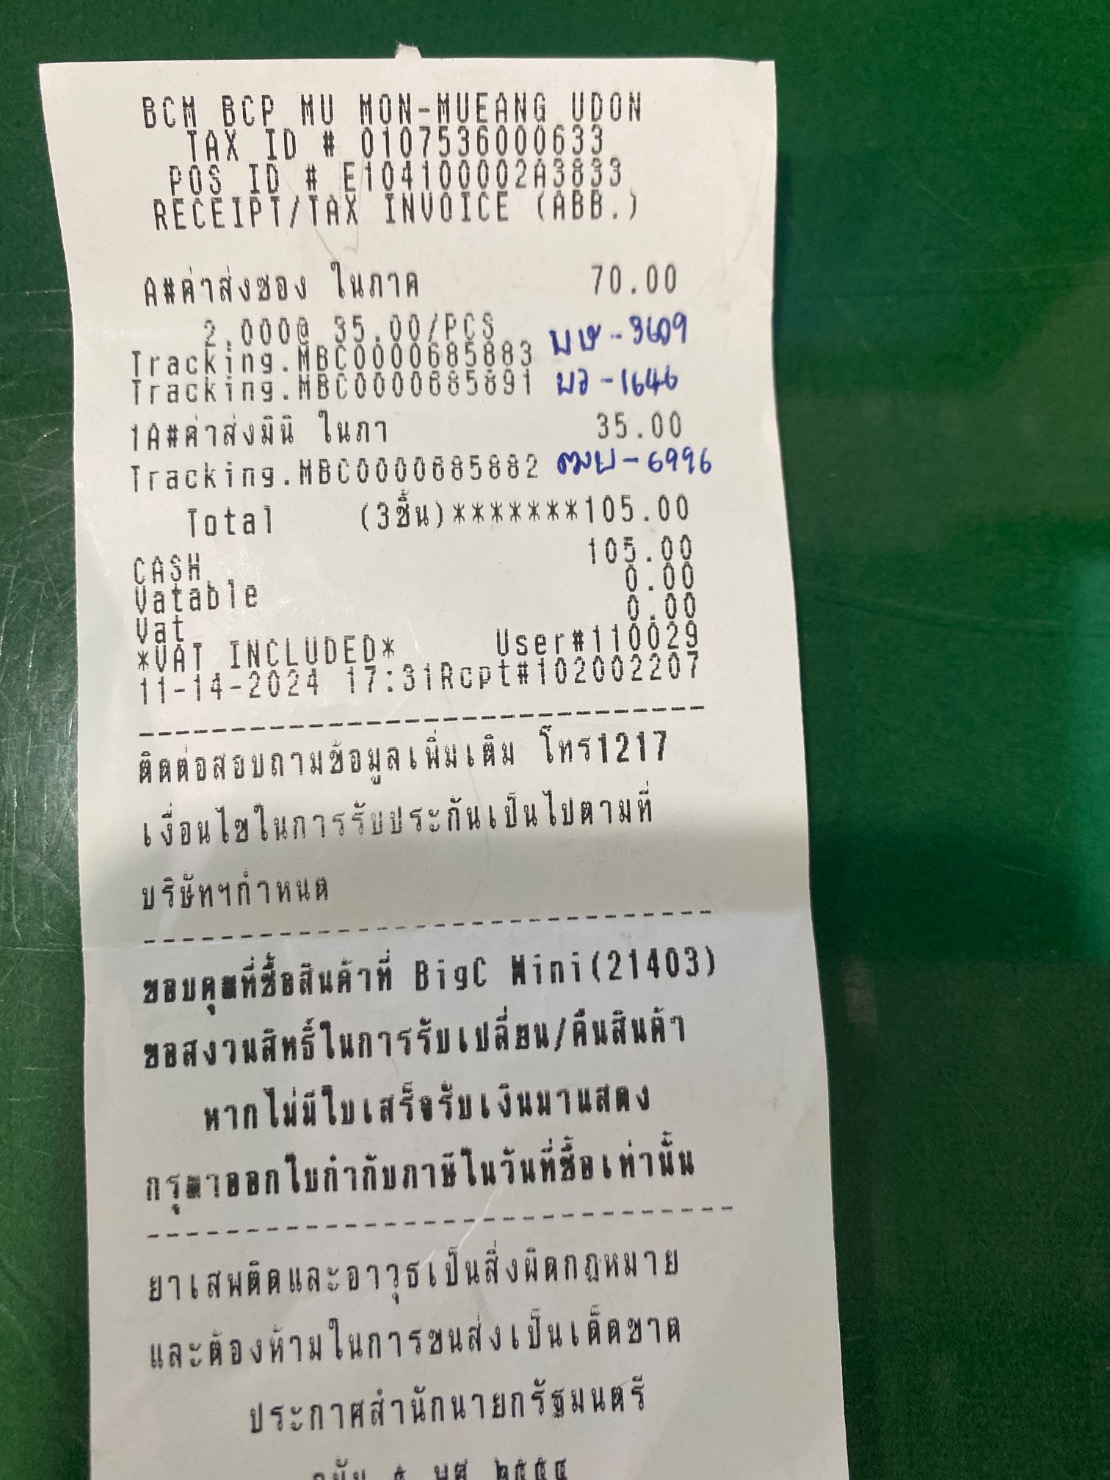 BCM BCP MU MON-MUEANG UDON
TAX ID # 0107536000633
POS ID # E104100002A3833
RECEIPT/TAX INVOICE (ABB.)
A#ค่าส่งซอง ในภาค 70.00
2.000@ 35.00/PCS
Tracking.MBC0000685883 -3609
Tracking.MBC0000685891 -1646
1A#ค่าส่งมินิ ในภา 35.00
Tracking.MBC0000685882 -6996
Total (3ชิ้น)*******105.00
CASH 105.00
Vatable 0.00
Vat 0.00
*VAT INCLUDED* User#110029
11-14-2024 17:31Rcpt#102002207
ติดต่อสอบถามข้อมูลเพิ่มเติม โทร1217
เงื่อนไขในการรับประกันเป็นไปตามที่
บริษัทฯกำหนด
ขอบคุณที่ซื้อสินค้าที่ BigC Mini(21403)
ขอสงวนสิทธิ์ในการรับเปลี่ยน/คืนสินค้า
หากไม่มีใบเสร็จรับเงินมาแสดง
กรุณาออกใบกำกับภาษีในวันที่ซื้อเท่านั้น
ยาเสพติดและอาวุธเป็นสิ่งผิดกฎหมาย
และต้องห้ามในการขนส่งเป็นเด็ดขาด
ประกาศสำนักนายกรัฐมนตรี